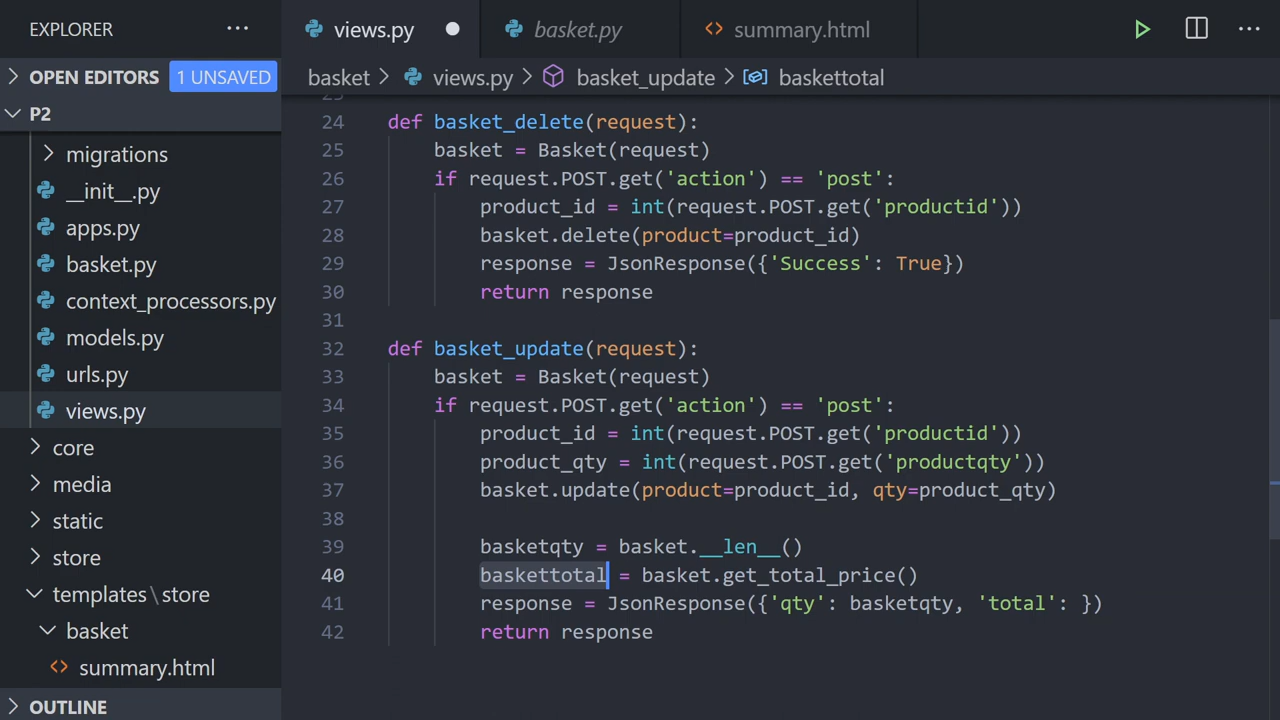 EXPLORER
···
OPEN EDITORS
1 UNSAVED
P2
migrations
__init__.py
apps.py
basket.py
context_processors.py
models.py
urls.py
views.py
core
media
static
store
templates\store
basket
<> summary.html
OUTLINE
views.py
basket.py
<> summary.html
···
basket > views.py > basket_update > baskettotal
24 def basket_delete(request):
25 basket = Basket(request)
26 if request.POST.get('action') == 'post':
27 product_id = int(request.POST.get('productid'))
28 basket.delete(product=product_id)
29 response = JsonResponse({'Success': True})
30 return response
31
32 def basket_update(request):
33 basket = Basket(request)
34 if request.POST.get('action') == 'post':
35 product_id = int(request.POST.get('productid'))
36 product_qty = int(request.POST.get('productqty'))
37 basket.update(product=product_id, qty=product_qty)
38
39 basketqty = basket.__len__()
40 baskettotal = basket.get_total_price()
41 response = JsonResponse({'qty': basketqty, 'total': })
42 return response